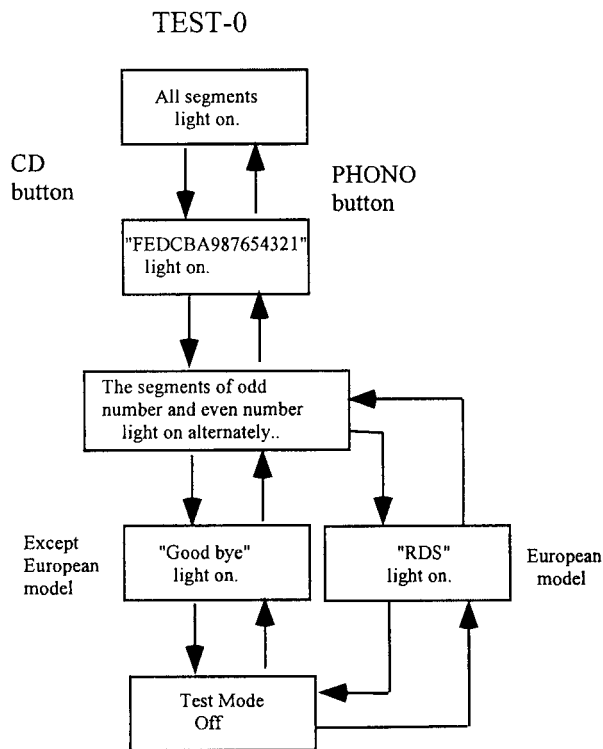 TEST-0
All segments
light on.
CD
button
PHONO
button
"FEDCBA987654321"
light on.
The segments of odd
number and even number
light on alternately..
Except
European
model
"Good bye"
light on.
"RDS"
light on.
European
model
Test Mode
Off